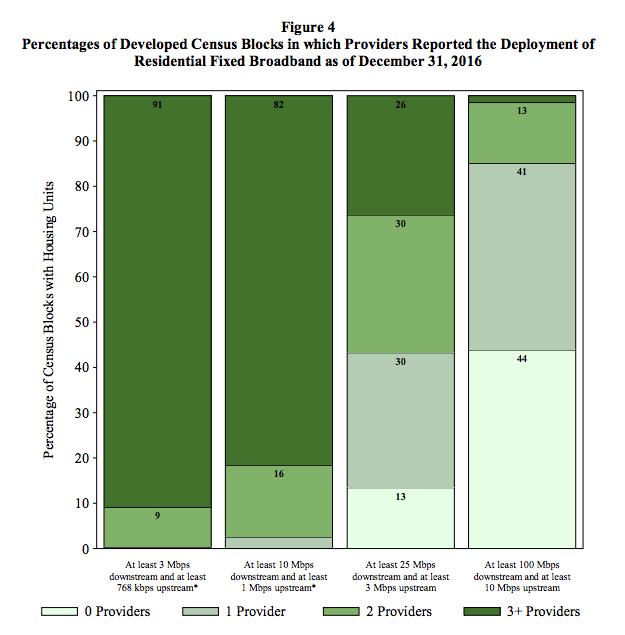 Figure 4
Percentages of Developed Census Blocks in which Providers Reported the Deployment of
Residential Fixed Broadband as of December 31, 2016
Percentage of Census Blocks with Housing Units
100
90
80
70
60
50
40
30
20
10
0
91
82
26
13
41
30
30
44
16
13
9
At least 3 Mbps
downstream and at least
768 kbps upstream*
At least 10 Mbps
downstream and at least
1 Mbps upstream*
At least 25 Mbps
downstream and at least
3 Mbps upstream
At least 100 Mbps
downstream and at least
10 Mbps upstream
0 Providers
1 Provider
2 Providers
3+ Providers